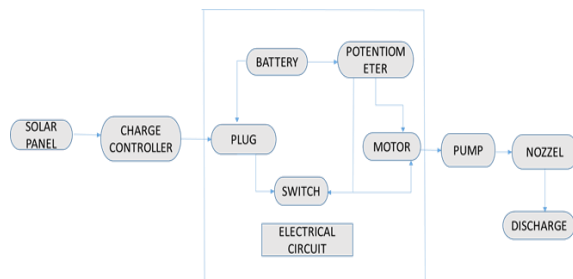 SOLAR
PANEL
CHARGE
CONTROLLER
BATTERY
POTENTIOM
ETER
PLUG
MOTOR
SWITCH
ELECTRICAL
CIRCUIT
PUMP
NOZZEL
DISCHARGE